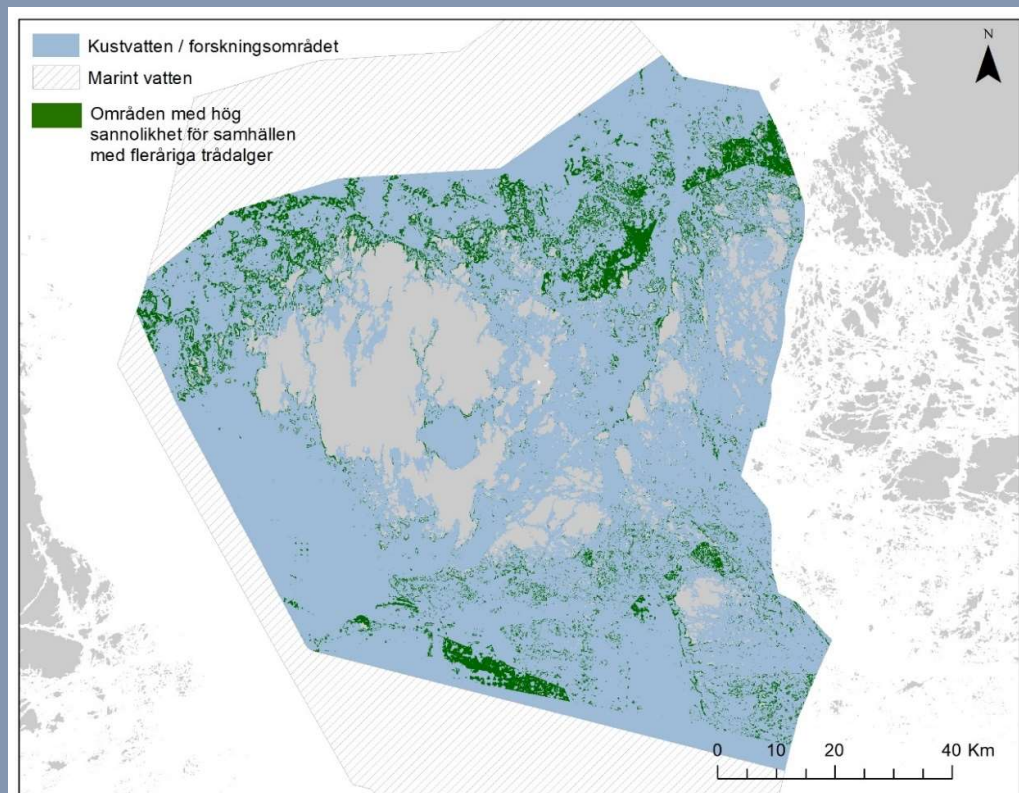 Kustvatten / forskningsområdet
Marint vatten
Områden med hög
sannolikhet för samhällen
med fleråriga trådalger
N
0 10 20 40 Km